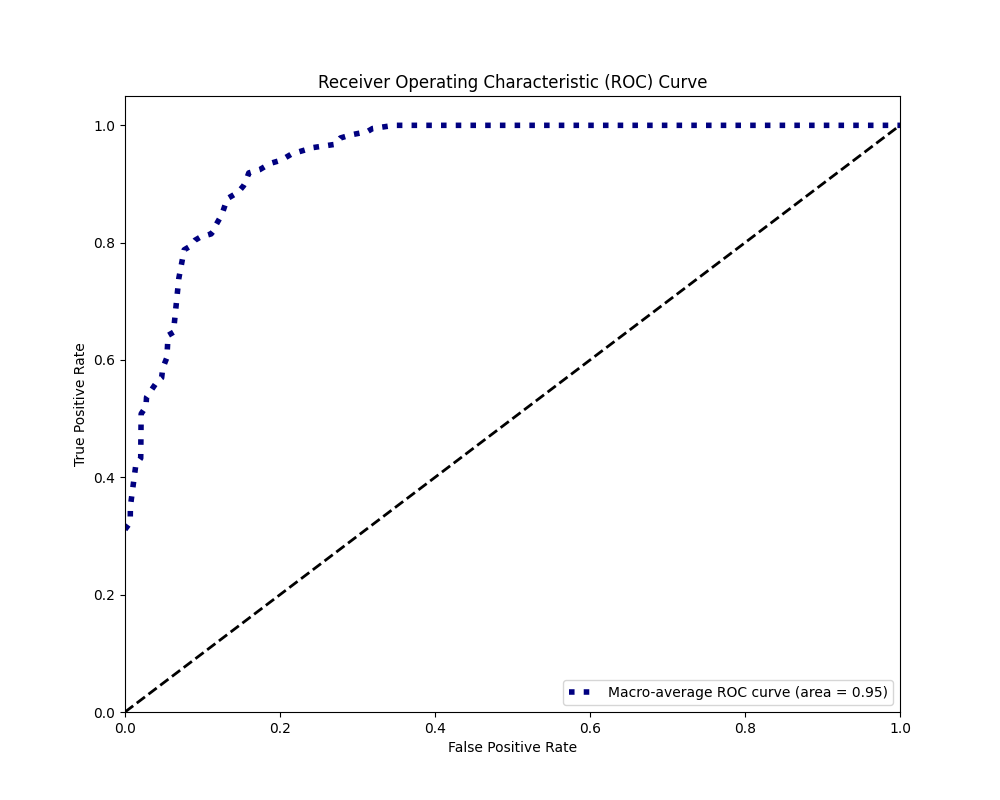 Receiver Operating Characteristic (ROC) Curve
True Positive Rate
1.0
0.8
0.6
0.4
0.2
0.0
Macro-average ROC curve (area = 0.95)
0.0 0.2 0.4 0.6 0.8 1.0
False Positive Rate